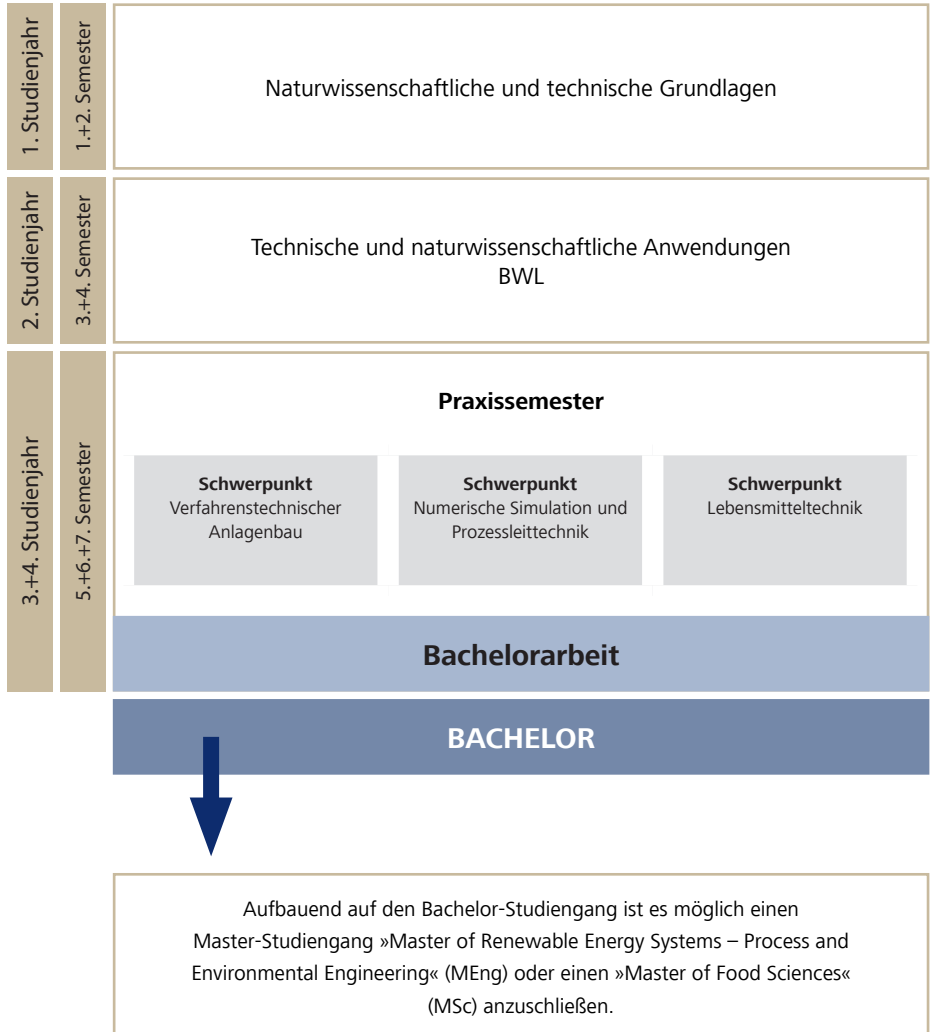 1. Studienjahr
1.+2. Semester
Naturwissenschaftliche und technische Grundlagen
2. Studienjahr
3.+4. Semester
Technische und naturwissenschaftliche Anwendungen
BWL
3.+4. Studienjahr
5.+6.+7. Semester
Praxissemester
Schwerpunkt
Verfahrenstechnischer
Anlagenbau
Schwerpunkt
Numerische Simulation und
Prozessleittechnik
Schwerpunkt
Lebensmitteltechnik
Bachelorarbeit
BACHELOR
Aufbauend auf den Bachelor-Studiengang ist es möglich einen
Master-Studiengang »Master of Renewable Energy Systems – Process and
Environmental Engineering« (MEng) oder einen »Master of Food Sciences«
(MSc) anzuschließen.